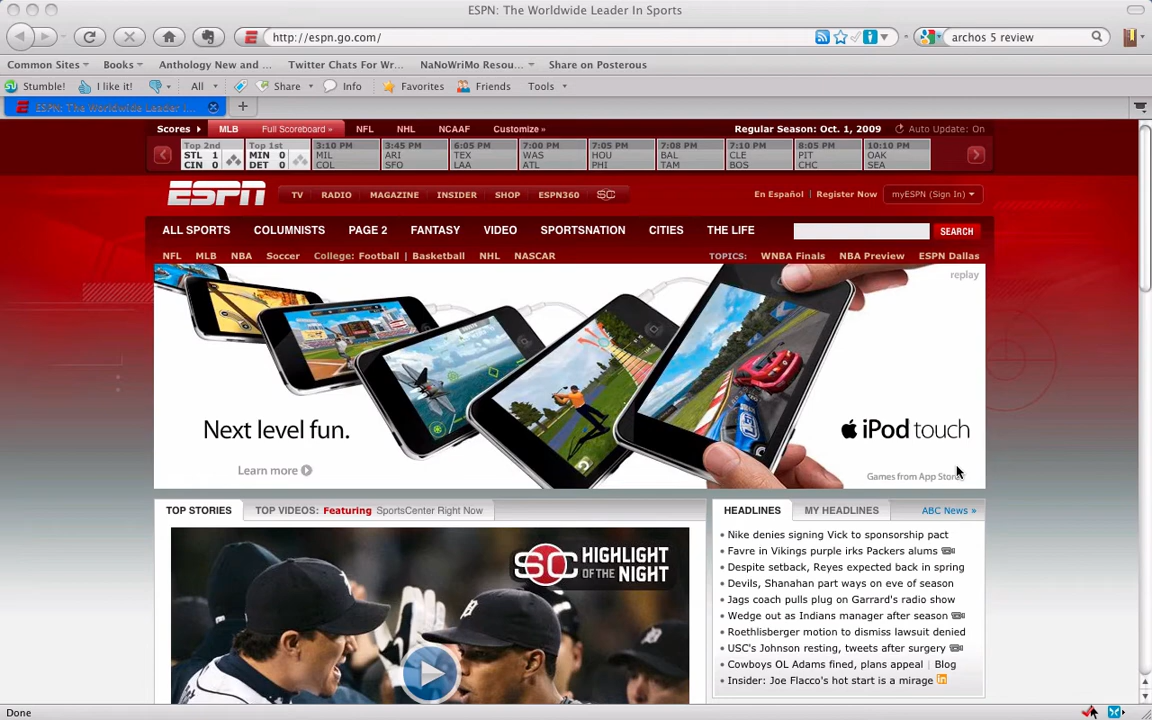 ESPN: The Worldwide Leader In Sports
http://espn.go.com/
archos 5 review
Common Sites Books Anthology New and ... Twitter Chats For Wr... NaNoWriMo Resou... Share on Posterous
Stumble! I like it! All Share Info Favorites Friends Tools
ESPN: The Worldwide Leader I...
Scores MLB Full Scoreboard » NFL NHL NCAAF Customize » Regular Season: Oct. 1, 2009 Auto Update: On
Top 2nd Top 1st 3:10 PM 3:45 PM 6:05 PM 7:00 PM 7:05 PM 7:08 PM 7:10 PM 8:05 PM 10:10 PM
STL 1 MIN 0 MIL ARI TEX WAS HOU BAL CLE PIT OAK
CIN 0 DET 0 COL SFO LAA ATL PHI TAM BOS CHC SEA
ESPN TV RADIO MAGAZINE INSIDER SHOP ESPN360 SC En Español Register Now myESPN (Sign In)
ALL SPORTS COLUMNISTS PAGE 2 FANTASY VIDEO SPORTSNATION CITIES THE LIFE SEARCH
NFL MLB NBA Soccer College: Football | Basketball NHL NASCAR TOPICS: WNBA Finals NBA Preview ESPN Dallas
replay
Next level fun.
iPod touch
Learn more
Games from App Store
TOP STORIES TOP VIDEOS: Featuring SportsCenter Right Now
HEADLINES MY HEADLINES ABC News »
SC HIGHLIGHT
OF THE NIGHT
• Nike denies signing Vick to sponsorship pact
• Favre in Vikings purple irks Packers alums
• Despite setback, Reyes expected back in spring
• Devils, Shanahan part ways on eve of season
• Jags coach pulls plug on Garrard's radio show
• Wedge out as Indians manager after season
• Roethlisberger motion to dismiss lawsuit denied
• USC's Johnson resting, tweets after surgery
• Cowboys OL Adams fined, plans appeal | Blog
• Insider: Joe Flacco's hot start is a mirage in
Done